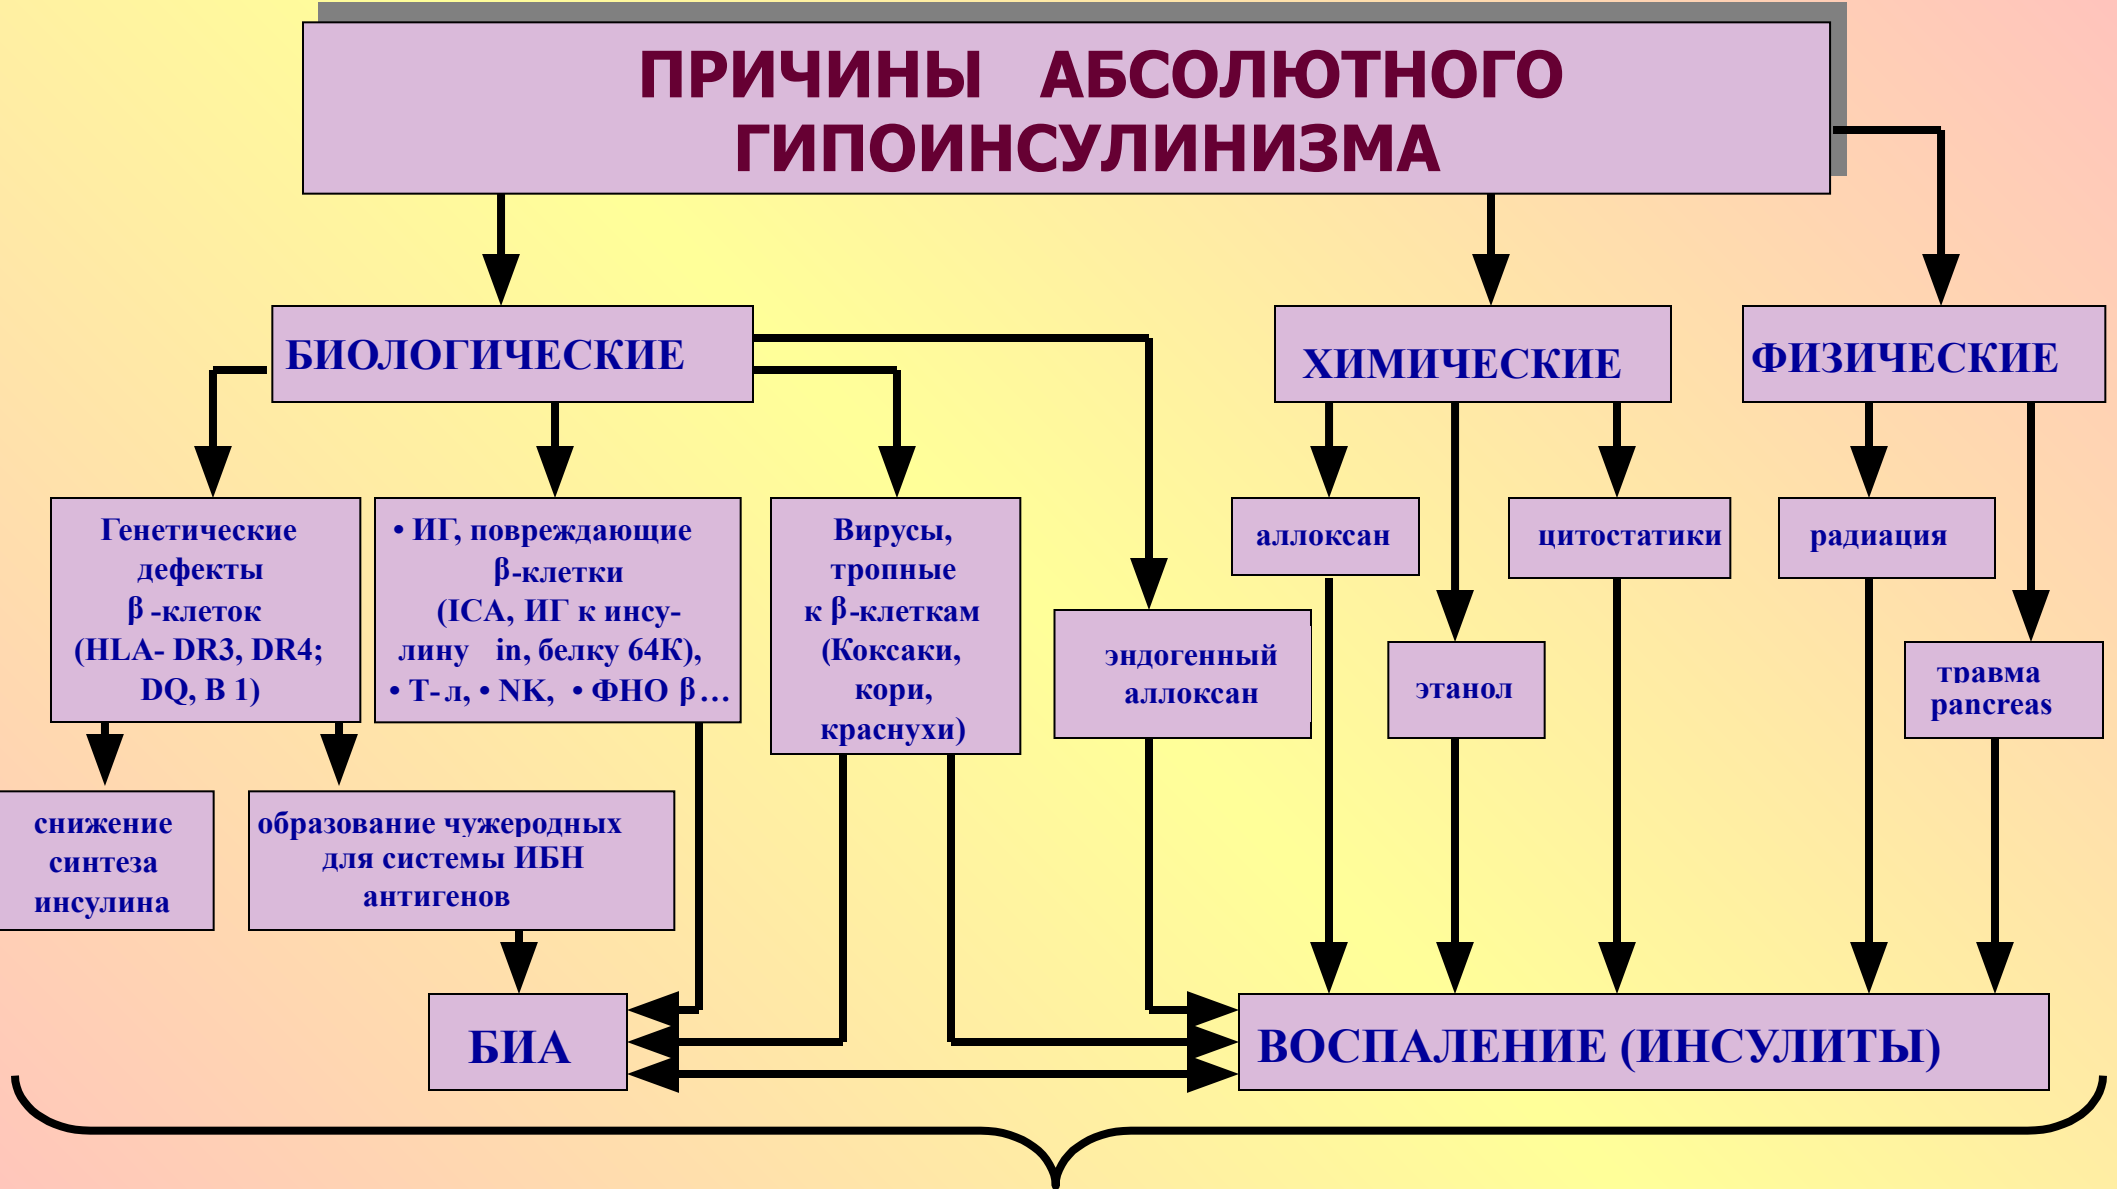 ПРИЧИНЫ АБСОЛЮТНОГО
ГИПОИНСУЛИНИЗМА
БИОЛОГИЧЕСКИЕ
ХИМИЧЕСКИЕ
ФИЗИЧЕСКИЕ
Генетические
дефекты
β -клеток
(HLA- DR3, DR4;
DQ, B 1)
• ИГ, повреждающие
β-клетки
(ICA, ИГ к инсу-
лину in, белку 64К),
• Т-л, • NK, • ФНО β…
Вирусы,
тропные
к β-клеткам
(Коксаки,
кори,
краснухи)
эндогенный
аллоксан
аллоксан
этанол
цитостатики
радиация
травма
pancreas
снижение
синтеза
инсулина
образование чужеродных
для системы ИБН
антигенов
БИА
ВОСПАЛЕНИЕ (ИНСУЛИТЫ)